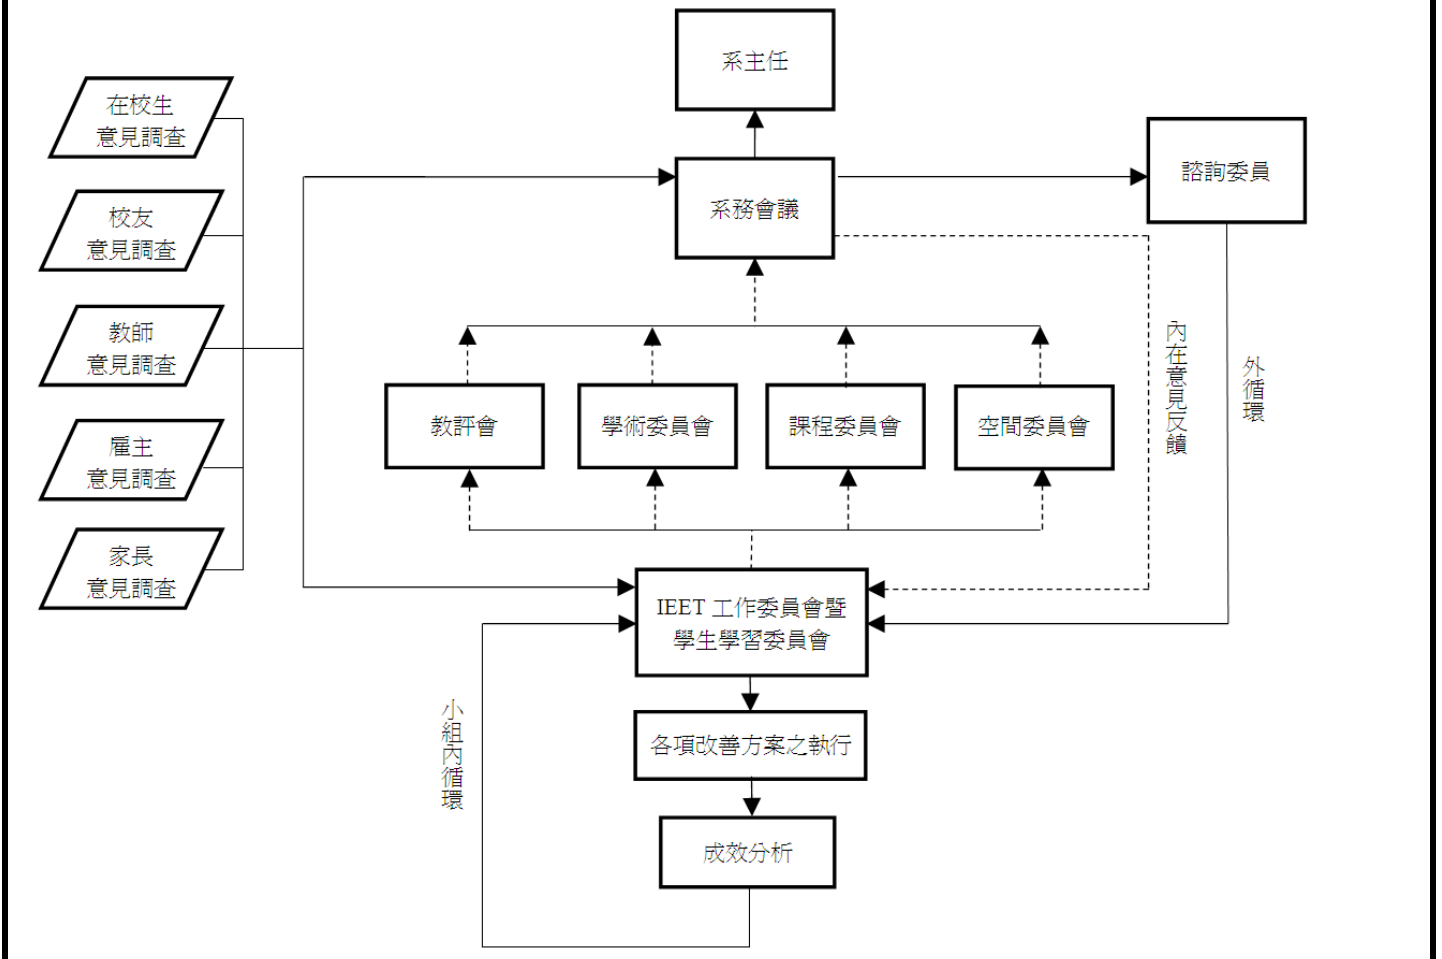 系主任
在校生
意見調查
諮詢委員
系務會議
校友
意見調查
教師
意見調查
內在意見反饋
外循環
教評會
學術委員會
課程委員會
空間委員會
雇主
意見調查
家長
意見調查
IEET 工作委員會暨
學生學習委員會
小組內循環
各項改善方案之執行
成效分析